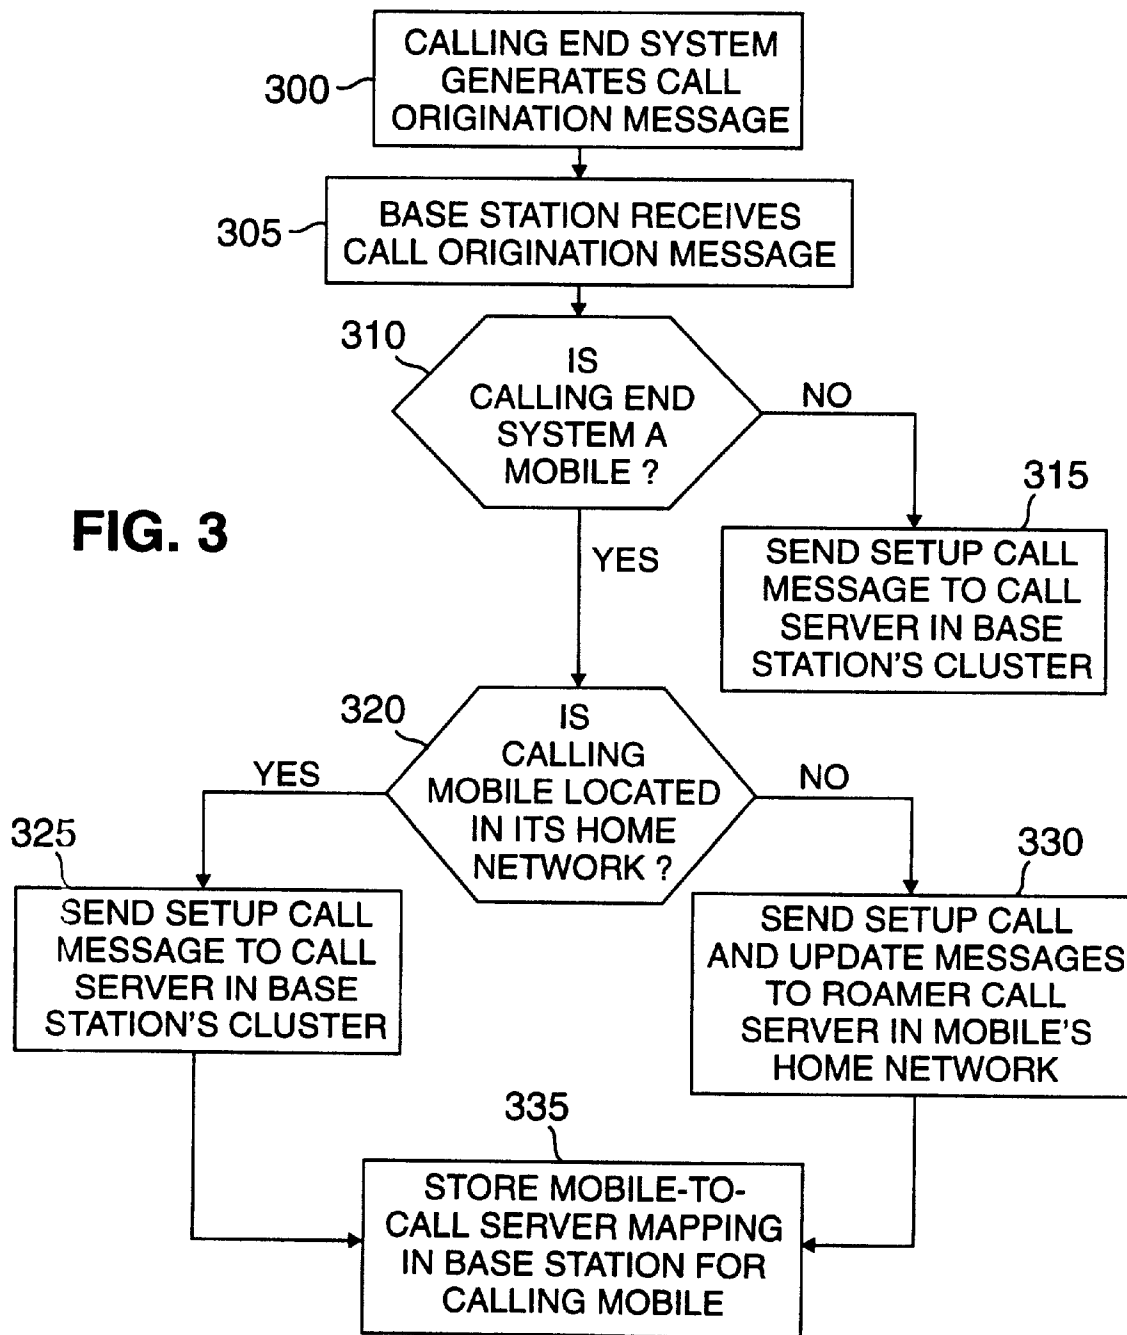 CALLING END SYSTEM
GENERATES CALL
ORIGINATION MESSAGE
300
BASE STATION RECEIVES
CALL ORIGINATION MESSAGE
305
310
IS
CALLING END
SYSTEM A
MOBILE ?
NO
315
FIG. 3
YES
SEND SETUP CALL
MESSAGE TO CALL
SERVER IN BASE
STATION'S CLUSTER
320
IS
CALLING
MOBILE LOCATED
IN ITS HOME
NETWORK ?
YES
NO
325
330
SEND SETUP CALL
MESSAGE TO CALL
SERVER IN BASE
STATION'S CLUSTER
SEND SETUP CALL
AND UPDATE MESSAGES
TO ROAMER CALL
SERVER IN MOBILE'S
HOME NETWORK
335
STORE MOBILE-TO-
CALL SERVER MAPPING
IN BASE STATION FOR
CALLING MOBILE